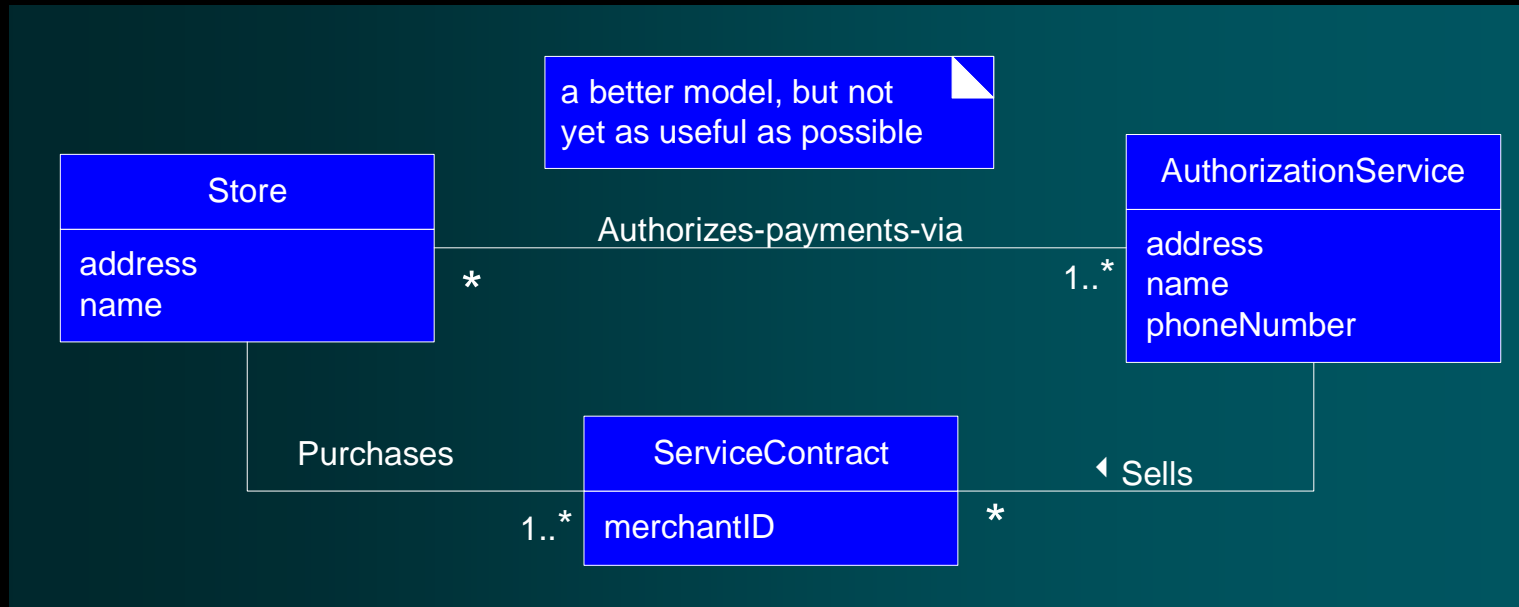 a better model, but not
yet as useful as possible
Store
address
name
Authorizes-payments-via
*
1..*
AuthorizationService
address
name
phoneNumber
Purchases
1..*
ServiceContract
merchantID
Sells
*